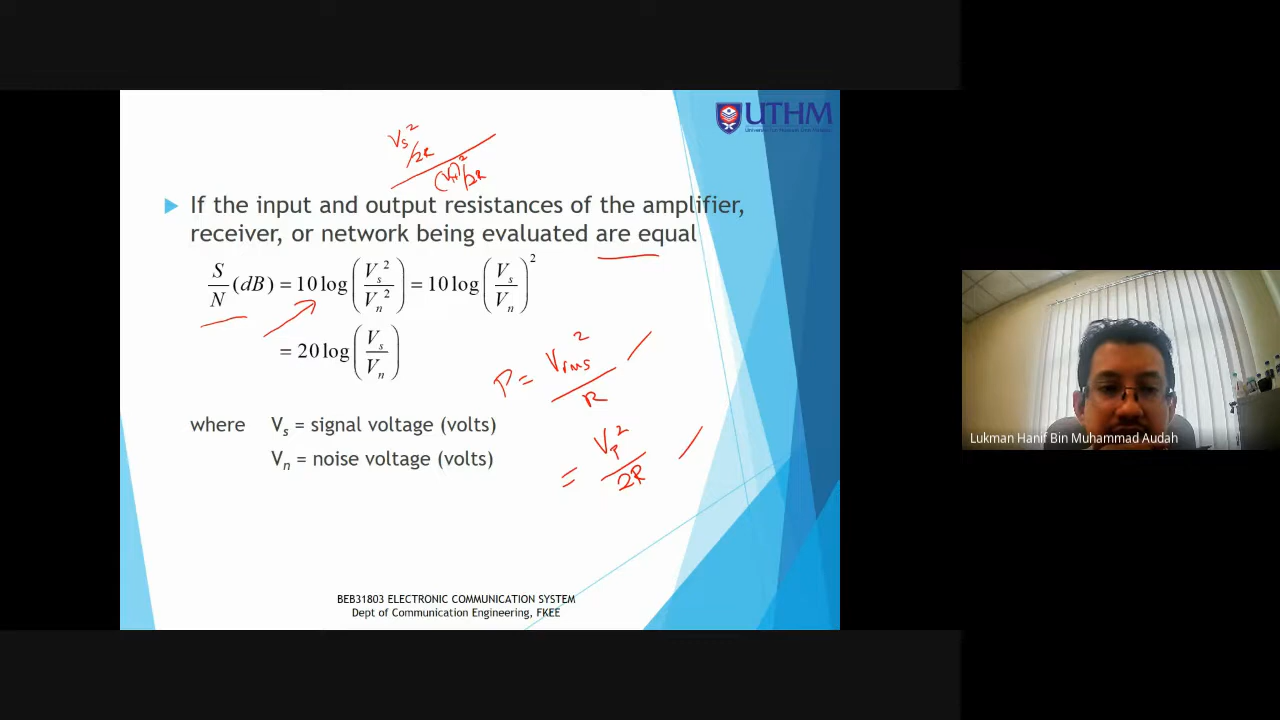 UTHM
Vs²/2R
(Vn)²/2R
If the input and output resistances of the amplifier,
receiver, or network being evaluated are equal
S/N (dB) = 10 log (Vs²/Vn²) = 10 log (Vs/Vn)²
= 20 log (Vs/Vn)
P = Vrms²/R
= Vp²/2R
where Vs = signal voltage (volts)
Vn = noise voltage (volts)
BEB31803 ELECTRONIC COMMUNICATION SYSTEM
Dept of Communication Engineering, FKEE
Lukman Hanif Bin Muhammad Audah